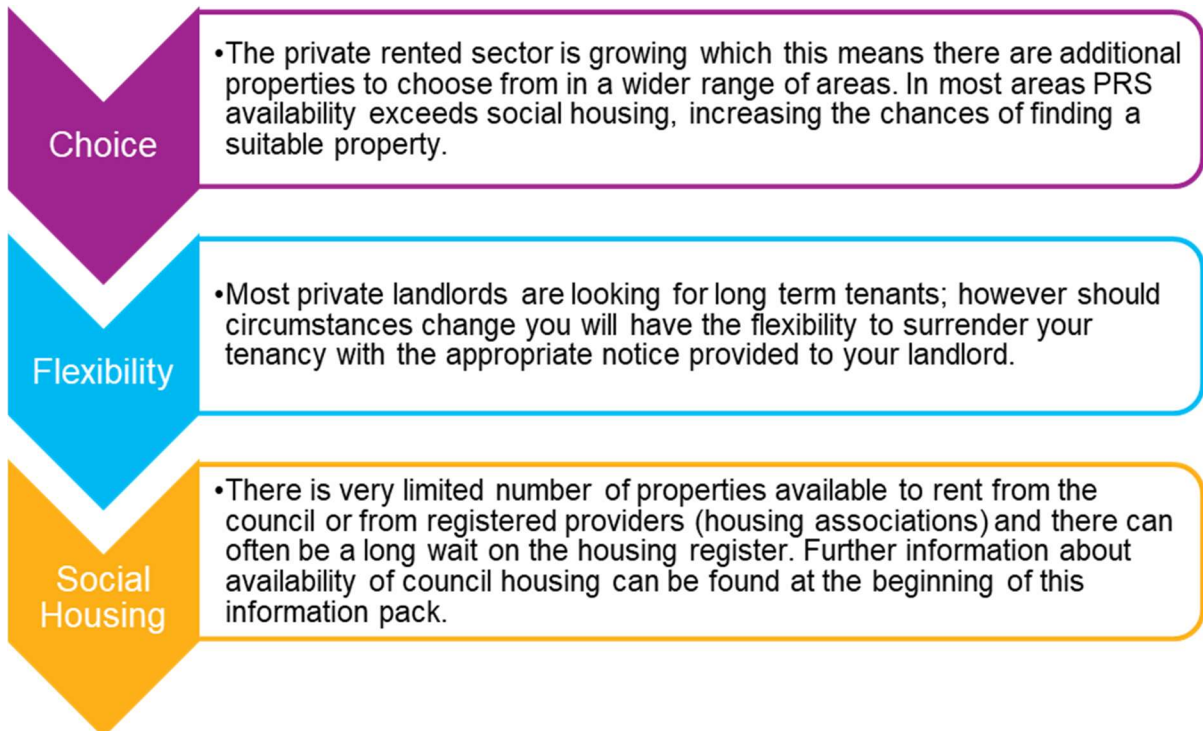 Choice
•The private rented sector is growing which this means there are additional
properties to choose from in a wider range of areas. In most areas PRS
availability exceeds social housing, increasing the chances of finding a
suitable property.
Flexibility
•Most private landlords are looking for long term tenants; however should
circumstances change you will have the flexibility to surrender your
tenancy with the appropriate notice provided to your landlord.
Social
Housing
•There is very limited number of properties available to rent from the
council or from registered providers (housing associations) and there can
often be a long wait on the housing register. Further information about
availability of council housing can be found at the beginning of this
information pack.